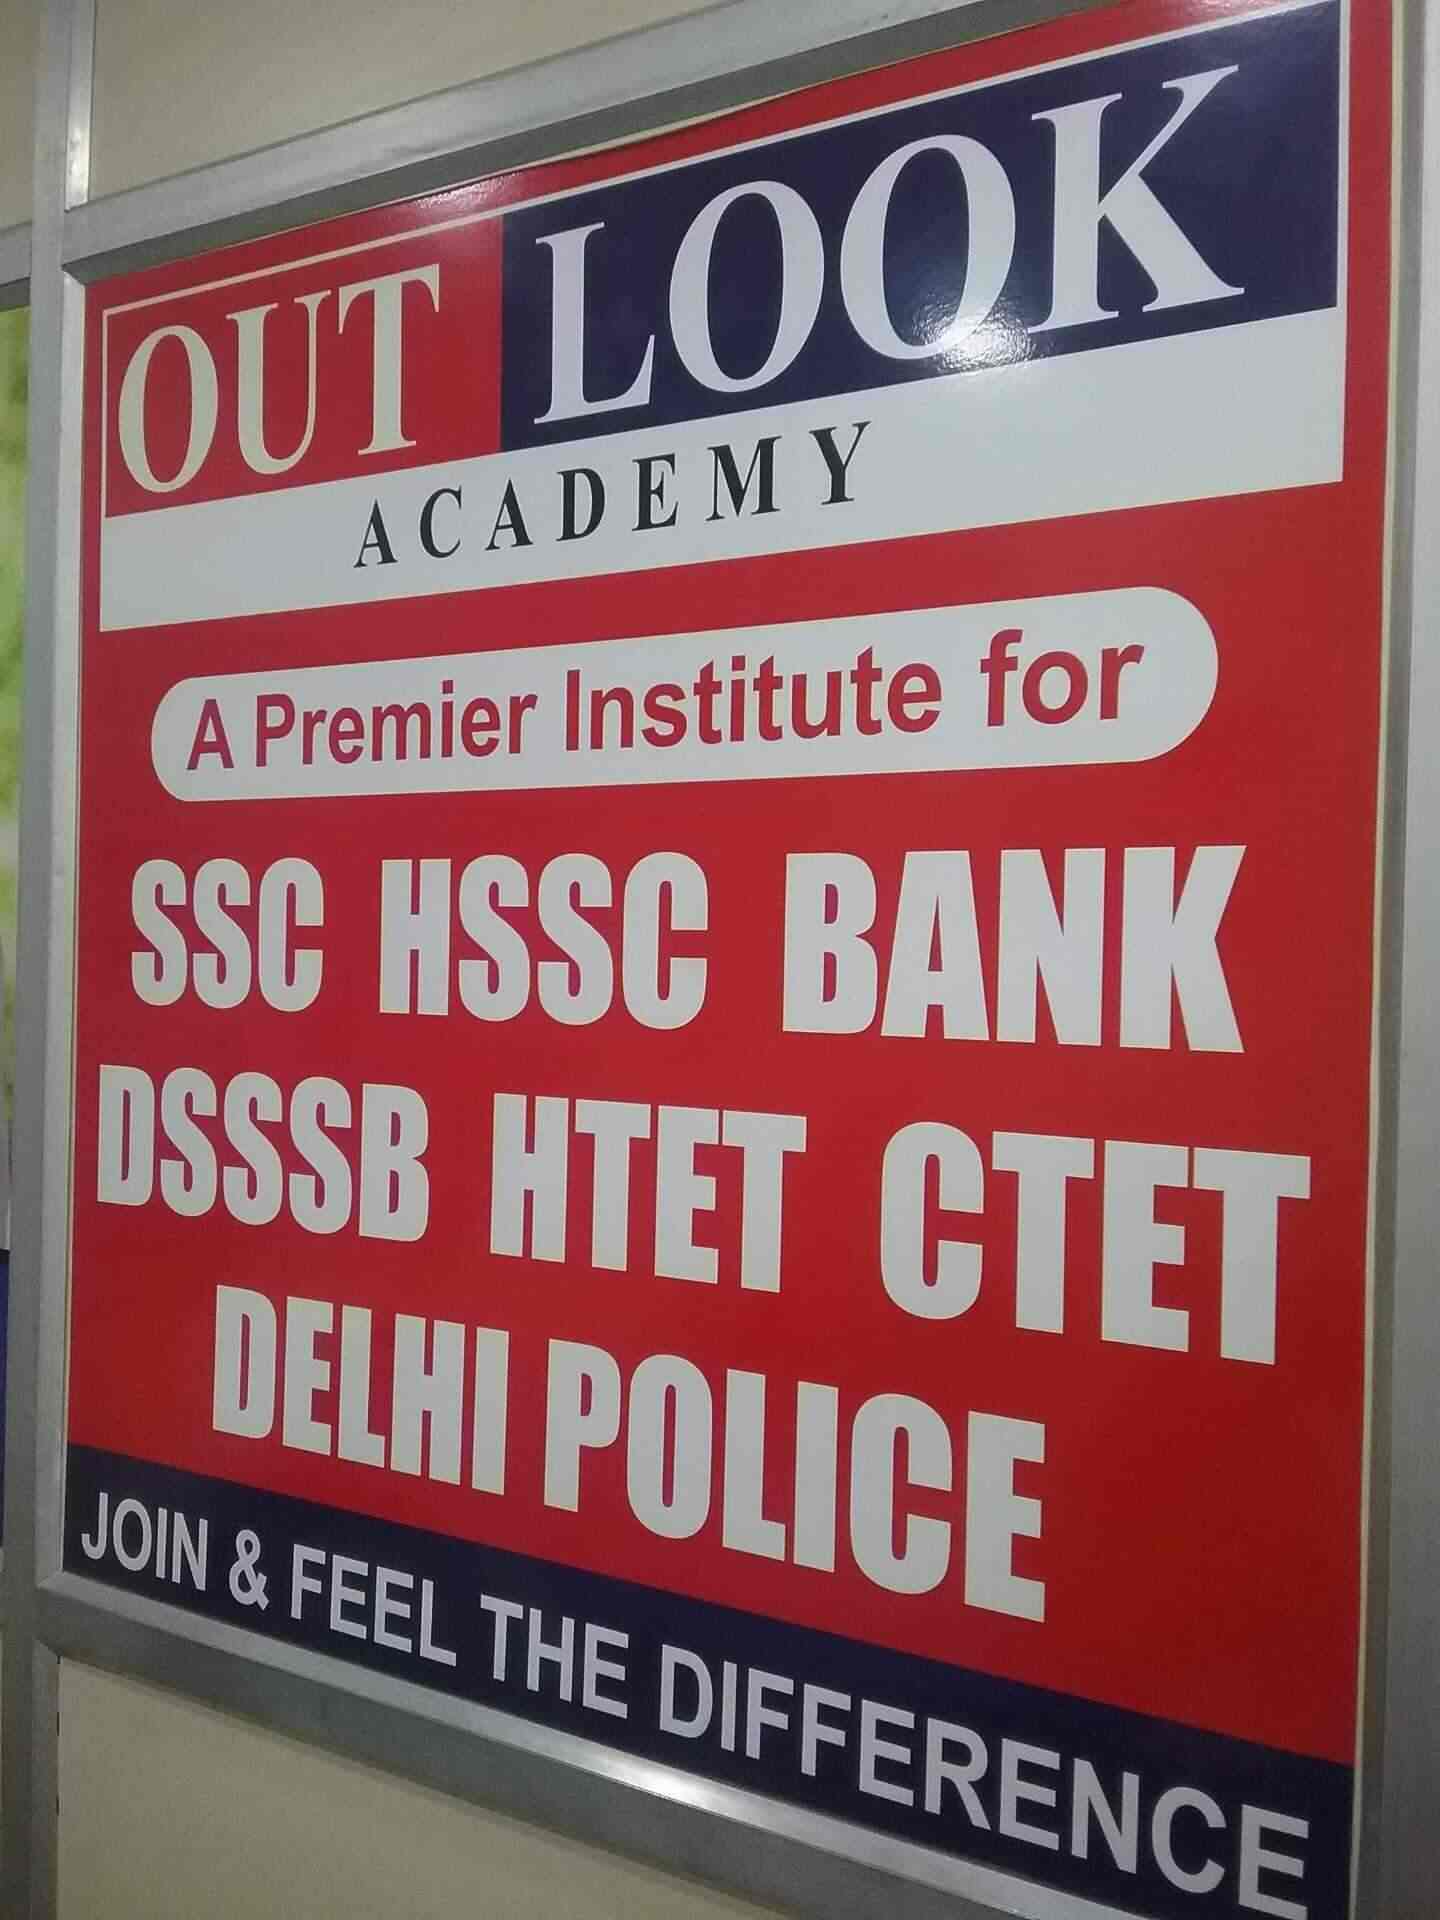 OUT LOOK
ACADEMY
A Premier Institute for
SSC HSSC BANK
DSSSB HTET CTET
DELHI POLICE
JOIN & FEEL THE DIFFERENCE